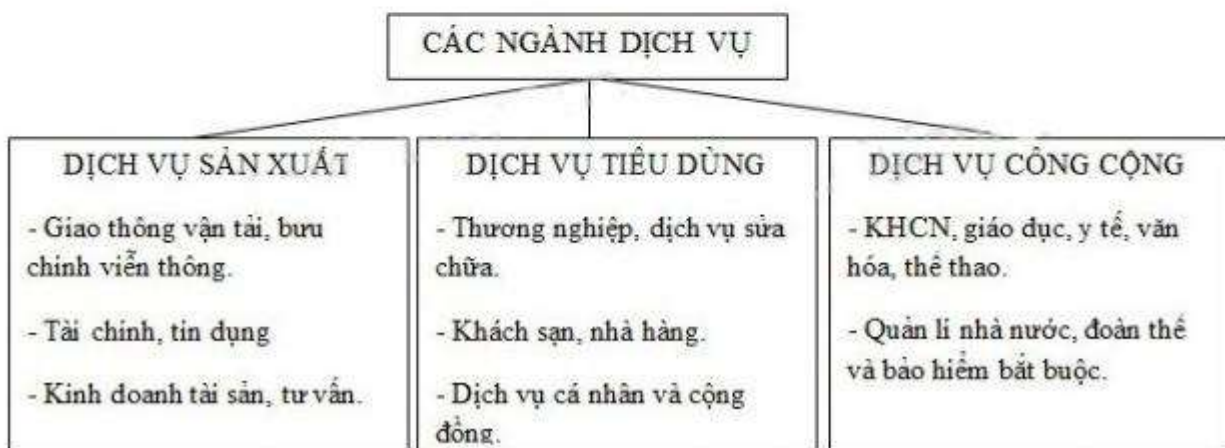 CÁC NGÀNH DỊCH VỤ
DỊCH VỤ SẢN XUẤT
- Giao thông vận tải, bưu
chính viễn thông.
- Tài chính, tín dụng
- Kinh doanh tài sản, tư vấn.
DỊCH VỤ TIÊU DÙNG
- Thương nghiệp, dịch vụ sửa
chữa.
- Khách sạn, nhà hàng.
- Dịch vụ cá nhân và cộng
đồng.
DỊCH VỤ CÔNG CỘNG
- KHCN, giáo dục, y tế, văn
hóa, thể thao.
- Quản lí nhà nước, đoàn thể
và bảo hiểm bắt buộc.